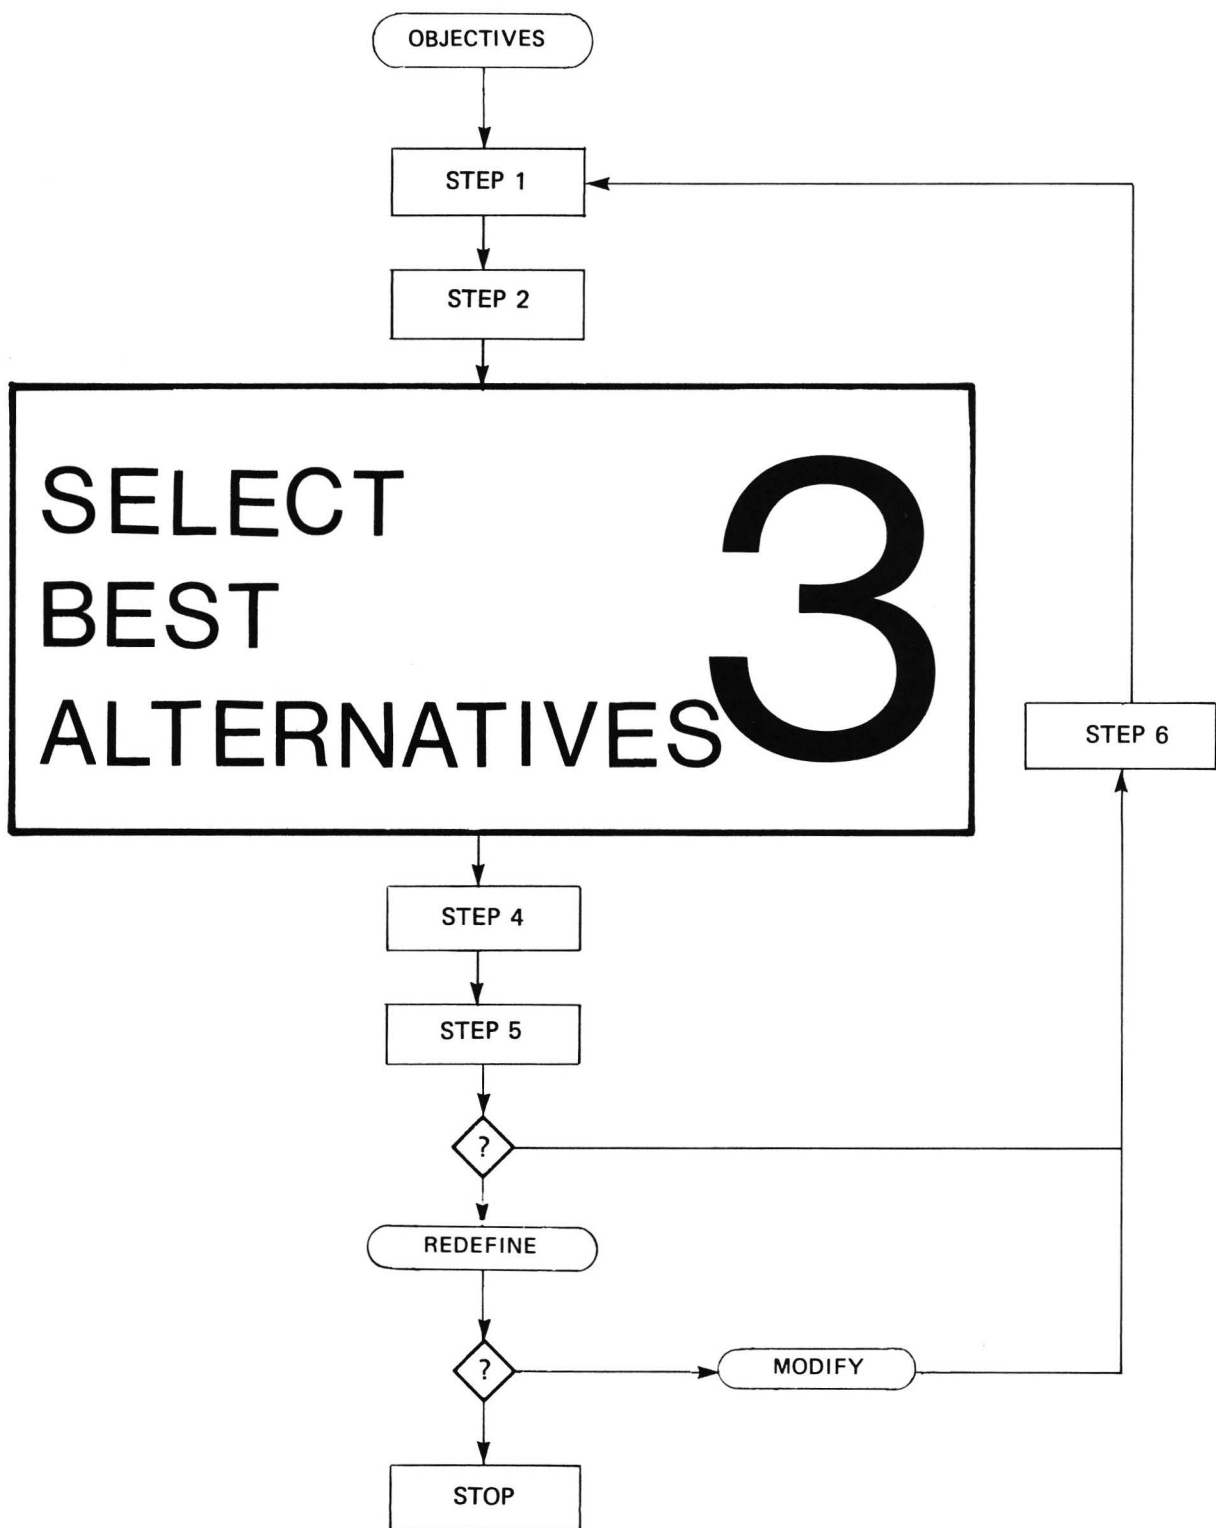 OBJECTIVES
STEP 1
STEP 2
SELECT
BEST
ALTERNATIVES
3
STEP 6
STEP 4
STEP 5
?
REDEFINE
?
MODIFY
STOP